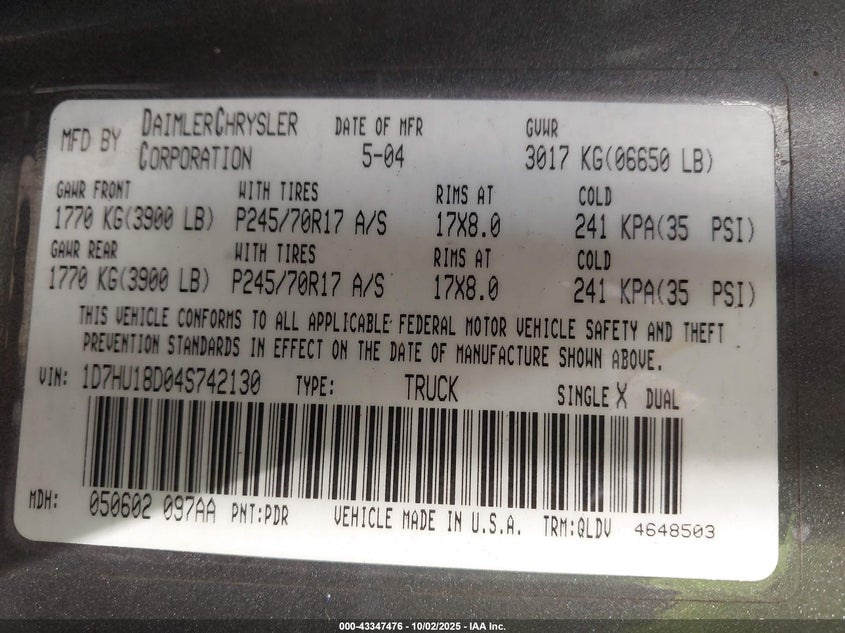 MFD BY DAIMLERCHRYSLER CORPORATION DATE OF MFR 5-04 GVWR 3017 KG(06650 LB)
GAWR FRONT WITH TIRES RIMS AT COLD
1770 KG(3900 LB) P245/70R17 A/S 17X8.0 241 KPA(35 PSI)
GAWR REAR WITH TIRES RIMS AT COLD
1770 KG(3900 LB) P245/70R17 A/S 17X8.0 241 KPA(35 PSI)
THIS VEHICLE CONFORMS TO ALL APPLICABLE FEDERAL MOTOR VEHICLE SAFETY AND THEFT
PREVENTION STANDARDS IN EFFECT ON THE DATE OF MANUFACTURE SHOWN ABOVE.
VIN: 1D7HU18D04S742130 TYPE: TRUCK SINGLE X DUAL
MDH: 050602 097AA PNT:PDR VEHICLE MADE IN U.S.A. TRM:QLDV 4648503
000-43347476 - 10/02/2025 - IAA Inc.